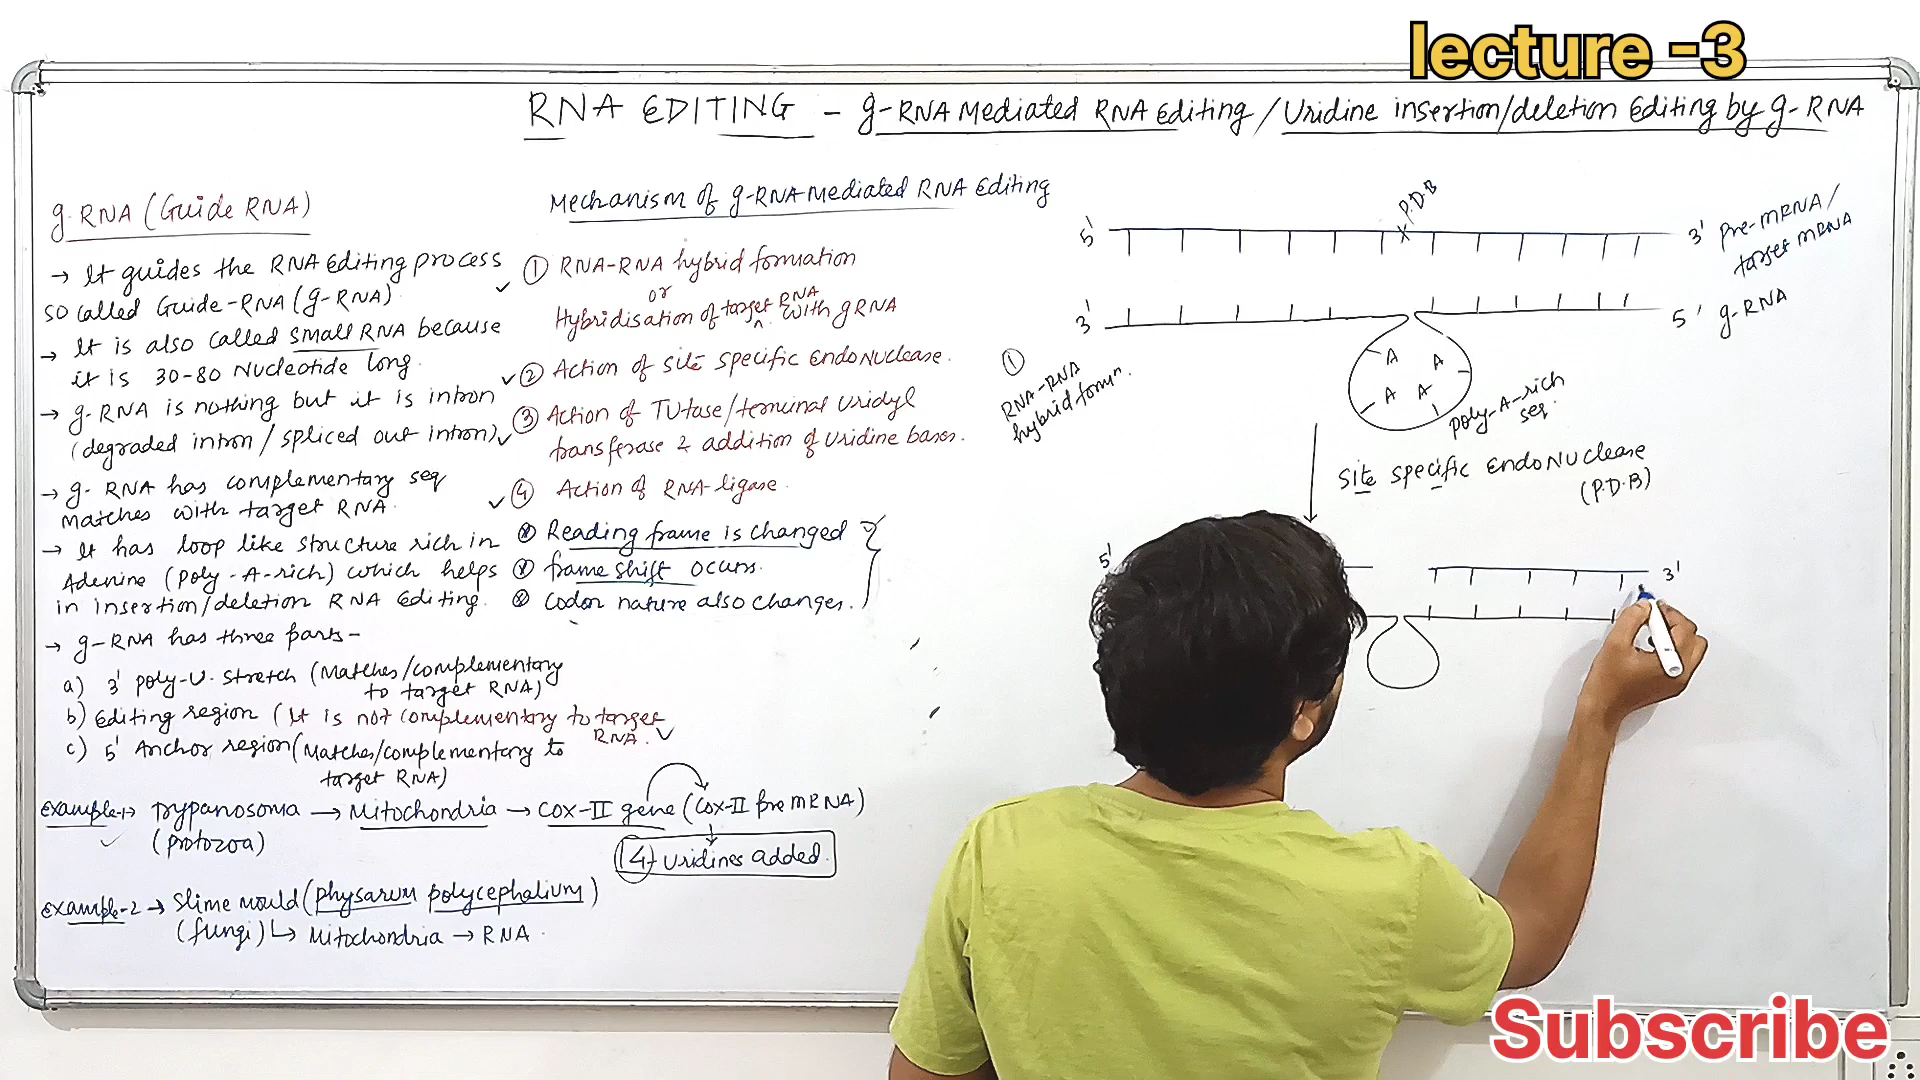 lecture -3
RNA EDITING - g-RNA Mediated RNA Editing / Uridine insertion/deletion Editing by g-RNA
g-RNA (Guide RNA)
→ It guides the RNA Editing process
so called Guide-RNA (g-RNA)
→ It is also called small RNA because
it is 30-80 Nucleotide long.
→ g-RNA is nothing but it is intron
(degraded intron / spliced out intron)
→ g-RNA has complementary seq
matches with target RNA.
→ It has loop like structure rich in
Adenine (Poly-A-rich) which helps
in insertion/deletion RNA Editing.
→ g-RNA has three parts-
a) 3' poly-U. stretch (Matches/complementary
to target RNA)
b) Editing region (It is not complementary to target
RNA.
c) 5' Anchor region (Matches/complementary to
target RNA)
Example-1→ Trypanosoma → Mitochondria → COX-II gene (COX-II Pre mRNA)
(Protozoa)
(4)- Uridines added.
Example-2 → Slime mould (physarum polycephalium)
(fungi) ↳ Mitochondria → RNA.
Mechanism of g-RNA Mediated RNA Editing
① RNA-RNA hybrid formation
or
Hybridisation of target RNA with gRNA
② Action of site specific Endonuclease.
③ Action of TUtase/terminal uridyl
transferase & addition of Uridine bases.
④ Action of RNA-ligase.
Reading frame is changed
frame shift occurs.
Codon nature also changes.
P.D.B
5' 3' Pre-mRNA/
target mRNA
3' 5' g-RNA
A A
A A
Poly-A-rich
seq.
①
RNA-RNA
hybrid formⁿ.
Site specific EndoNuclease
(P.D.B)
5' 3'
Subscribe